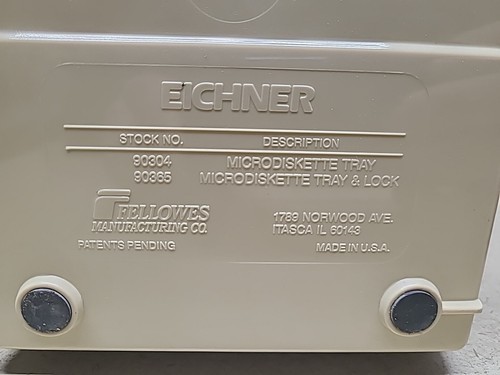 EICHNER
STOCK NO. DESCRIPTION
90304 MICRODISKETTE TRAY
90365 MICRODISKETTE TRAY & LOCK
FELLOWES
MANUFACTURING CO.
PATENTS PENDING
1789 NORWOOD AVE.
ITASCA IL 60143
MADE IN U.S.A.